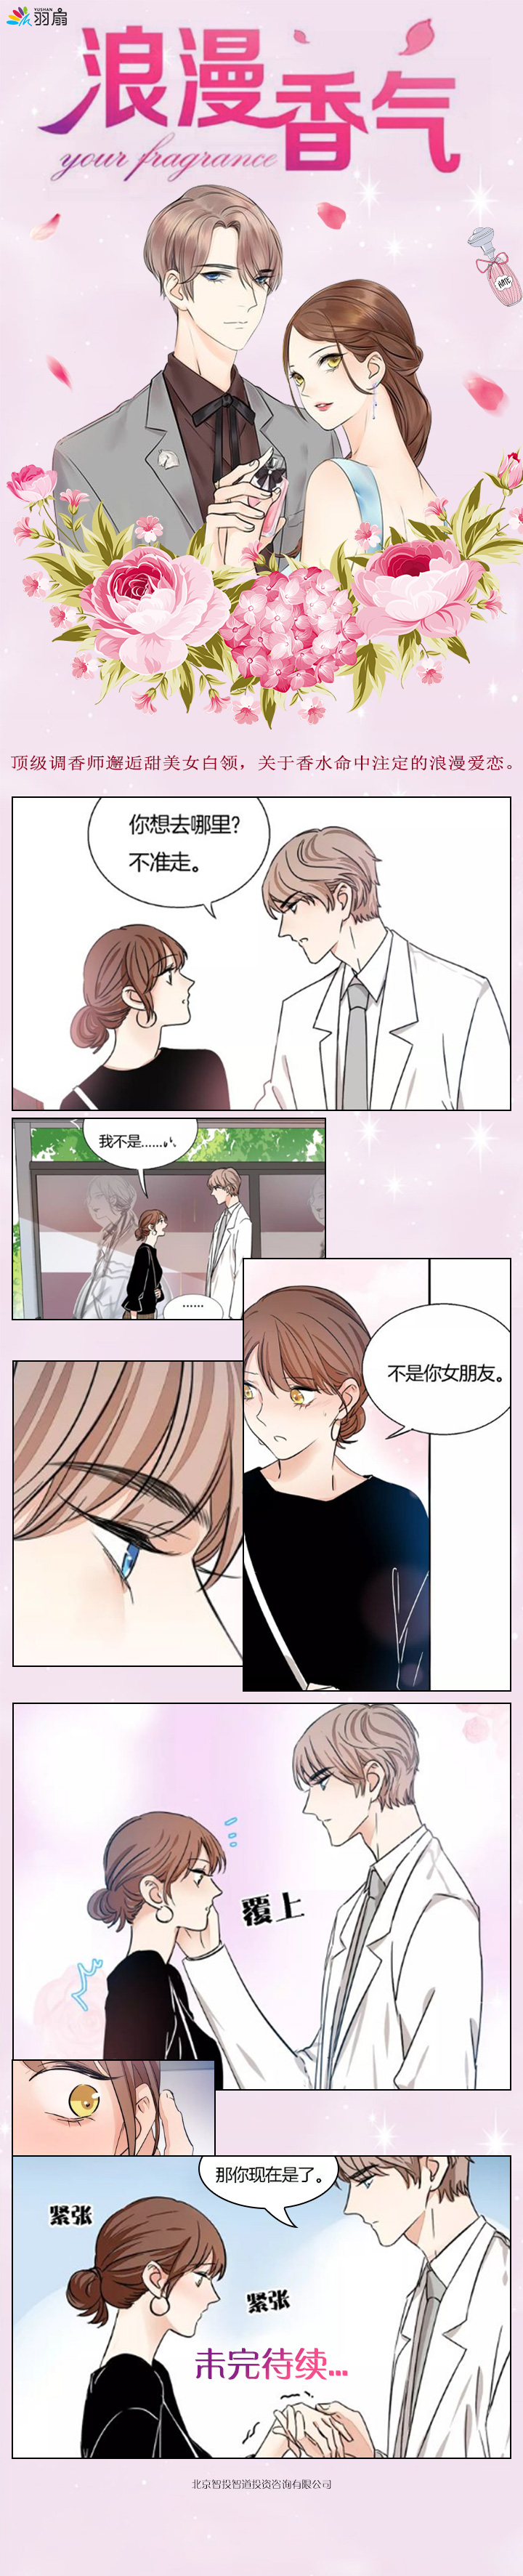 YUSHAN
羽扇
浪漫香气
your fragrance
顶级调香师邂逅甜美女白领，关于香水命中注定的浪漫爱恋。
你想去哪里？
不准走。
我不是……
……
不是你女朋友。
覆上
那你现在是了。
紧张
紧张
未完待续...
北京智投智道投资咨询有限公司